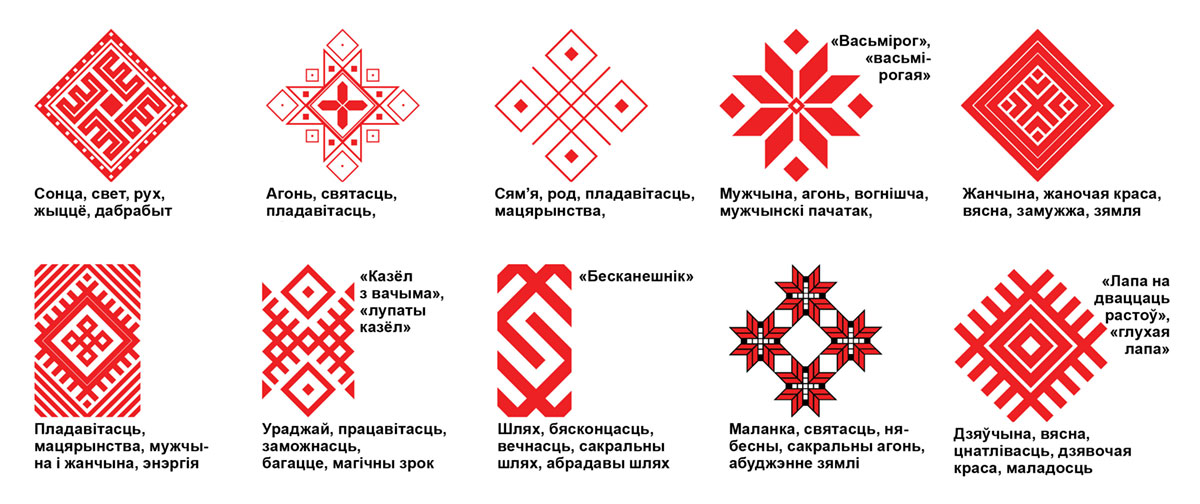 «Васьмірог»,
«васьмі-
рогая»
Сонца, свет, рух,
жыццё, дабрабыт
Агонь, святасць,
пладавітасць,
Сям’я, род, пладавітасць,
мацярынства,
Мужчына, агонь, вогнішча,
мужчынскі пачатак,
Жанчына, жаночая краса,
вясна, замужжа, зямля
«Казёл
з вачыма»,
«лупаты
казёл»
«Бесканешнік»
«Лапа на
дваццаць
растоў»,
«глухая
лапа»
Пладавітасць,
мацярынства, мужчы-
на і жанчына, энэргія
Ураджай, працавітасць,
заможнасць,
багацце, магічны зрок
Шлях, бясконцасць,
вечнасць, сакральны
шлях, абрадавы шлях
Маланка, святасць, ня-
бесны, сакральны агонь,
абуджэнне зямлі
Дзяўчына, вясна,
цнатлівасць, дзявочая
краса, маладосць